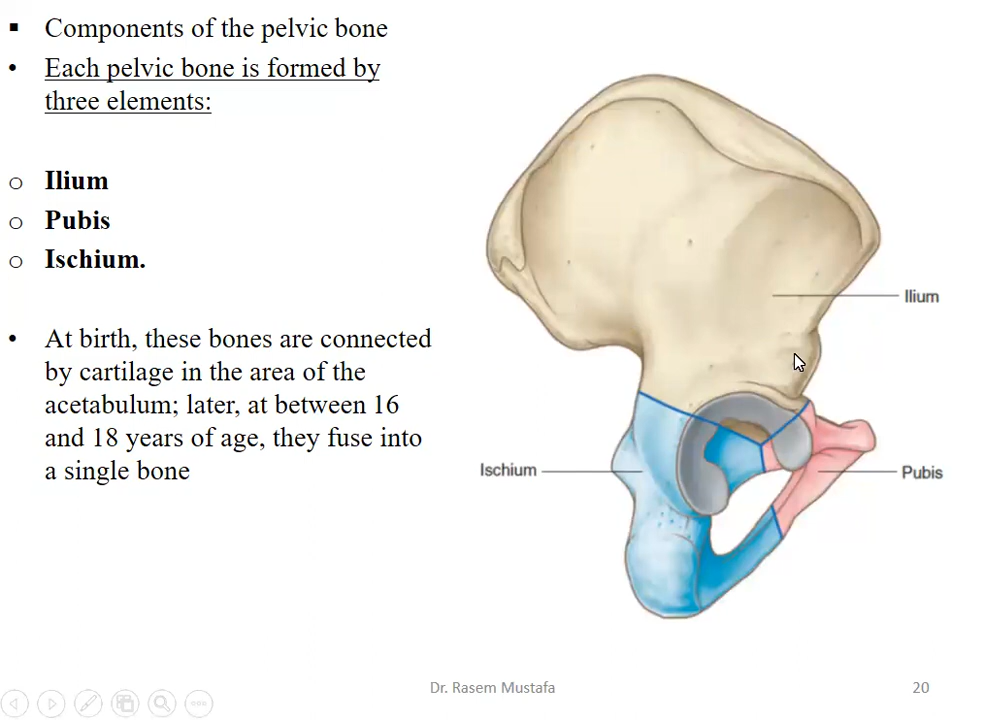 ▪ Components of the pelvic bone
• Each pelvic bone is formed by
three elements:
o Ilium
o Pubis
o Ischium.
• At birth, these bones are connected
by cartilage in the area of the
acetabulum; later, at between 16
and 18 years of age, they fuse into
a single bone
Ilium
Ischium
Pubis
Dr. Rasem Mustafa
20